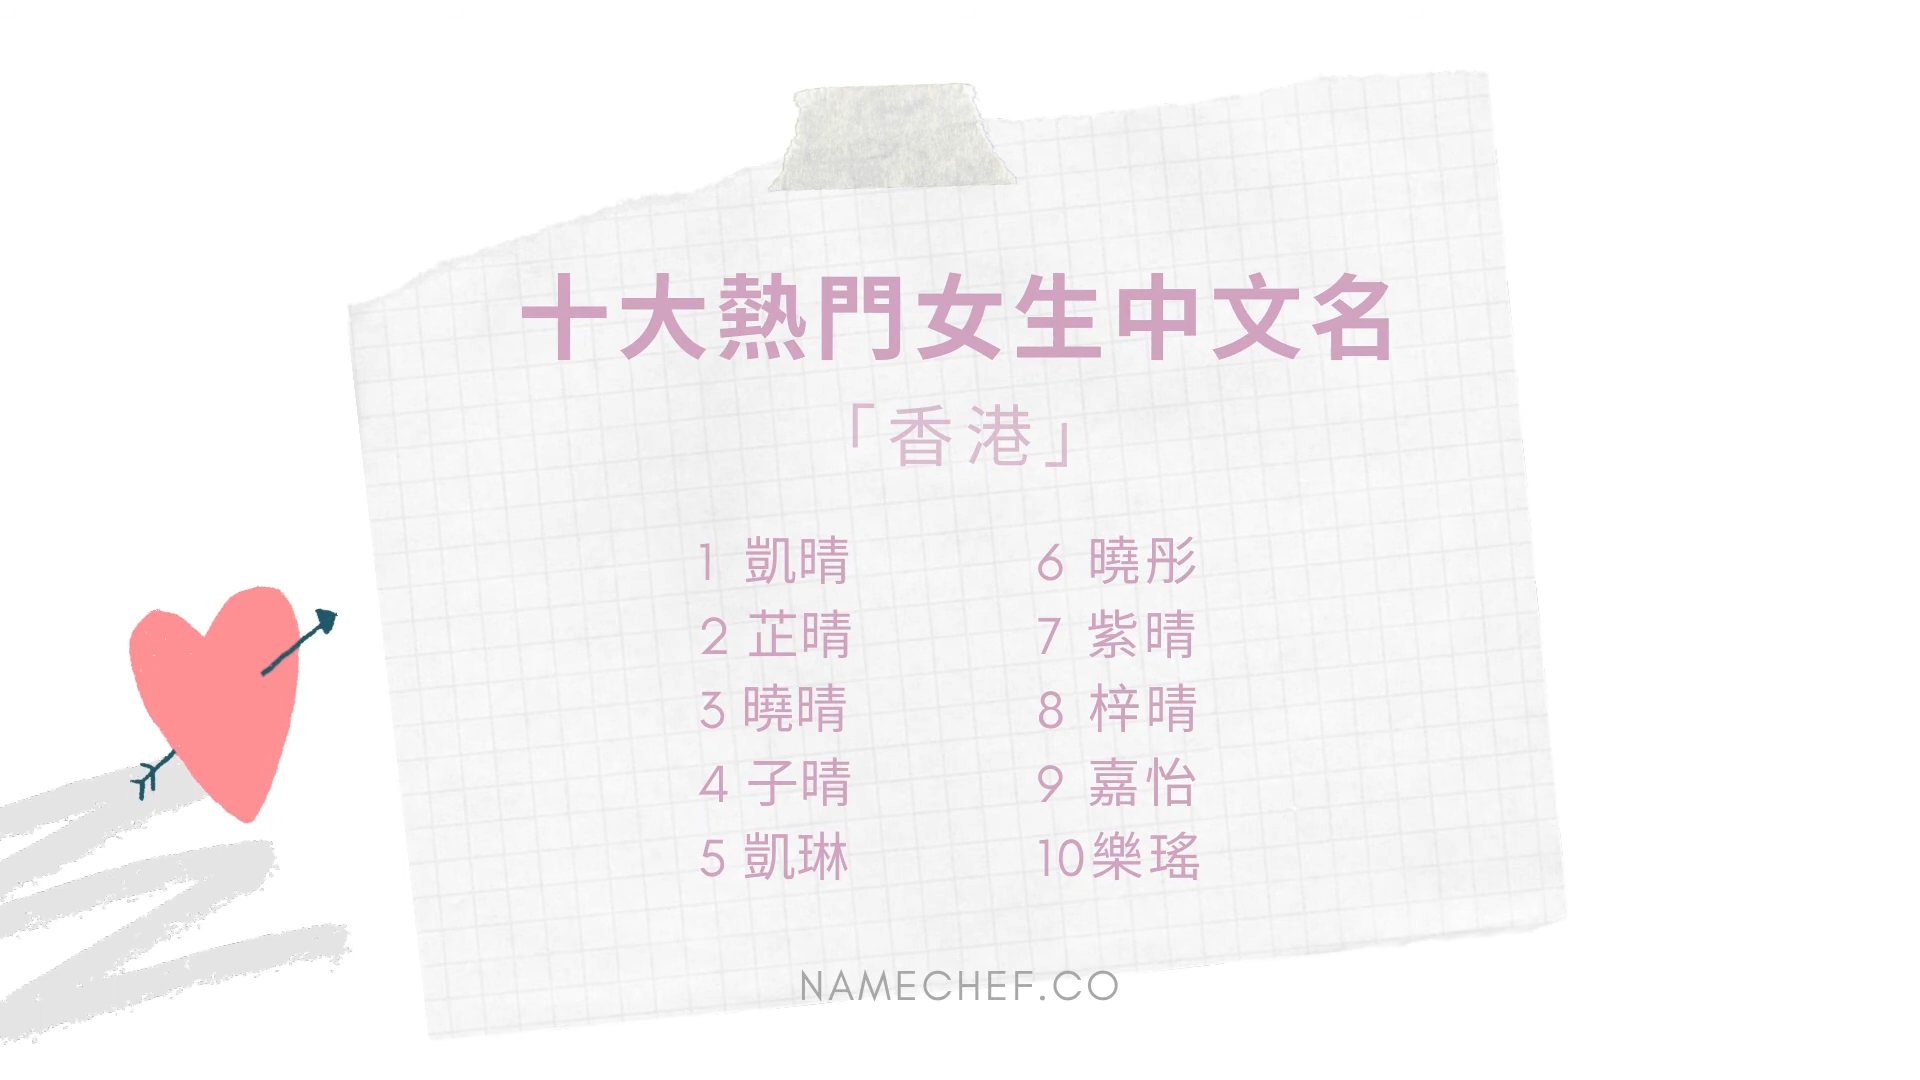 十大熱門女生中文名
「香港」
1 凱晴
2 芷晴
3 曉晴
4 子晴
5 凱琳
6 曉彤
7 紫晴
8 梓晴
9 嘉怡
10樂瑤
NAMECHEF.CO